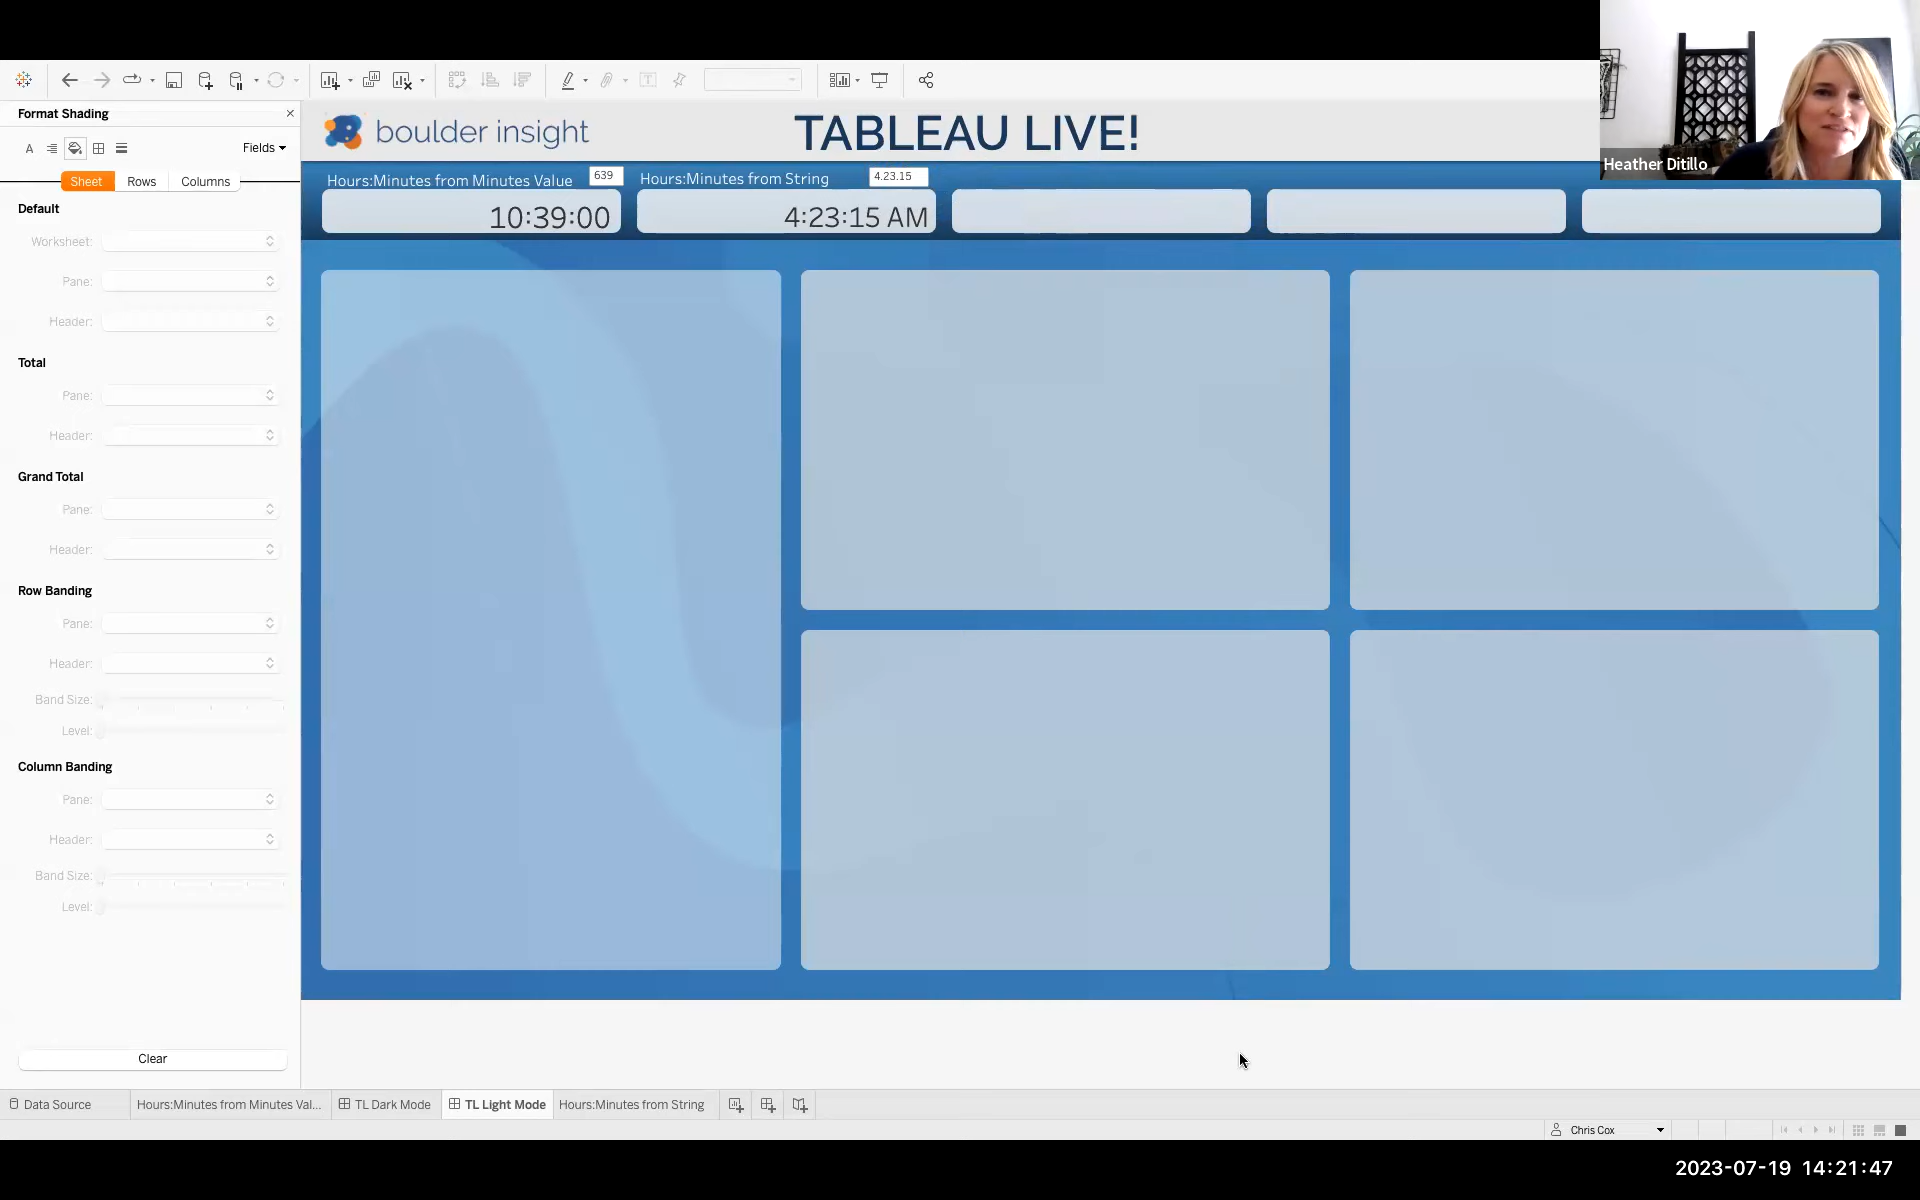 Format Shading
Fields
Sheet
Rows
Columns
Default
Worksheet:
Pane:
Header:
Total
Pane:
Header:
Grand Total
Pane:
Header:
Row Banding
Pane:
Header:
Band Size:
Level:
Column Banding
Pane:
Header:
Band Size:
Level:
Clear
boulder insight
TABLEAU LIVE!
Heather Ditillo
Hours:Minutes from Minutes Value
639
Hours:Minutes from String
4.23.15
10:39:00
4:23:15 AM
Data Source
Hours:Minutes from Minutes Val...
TL Dark Mode
TL Light Mode
Hours:Minutes from String
Chris Cox
2023-07-19 14:21:47